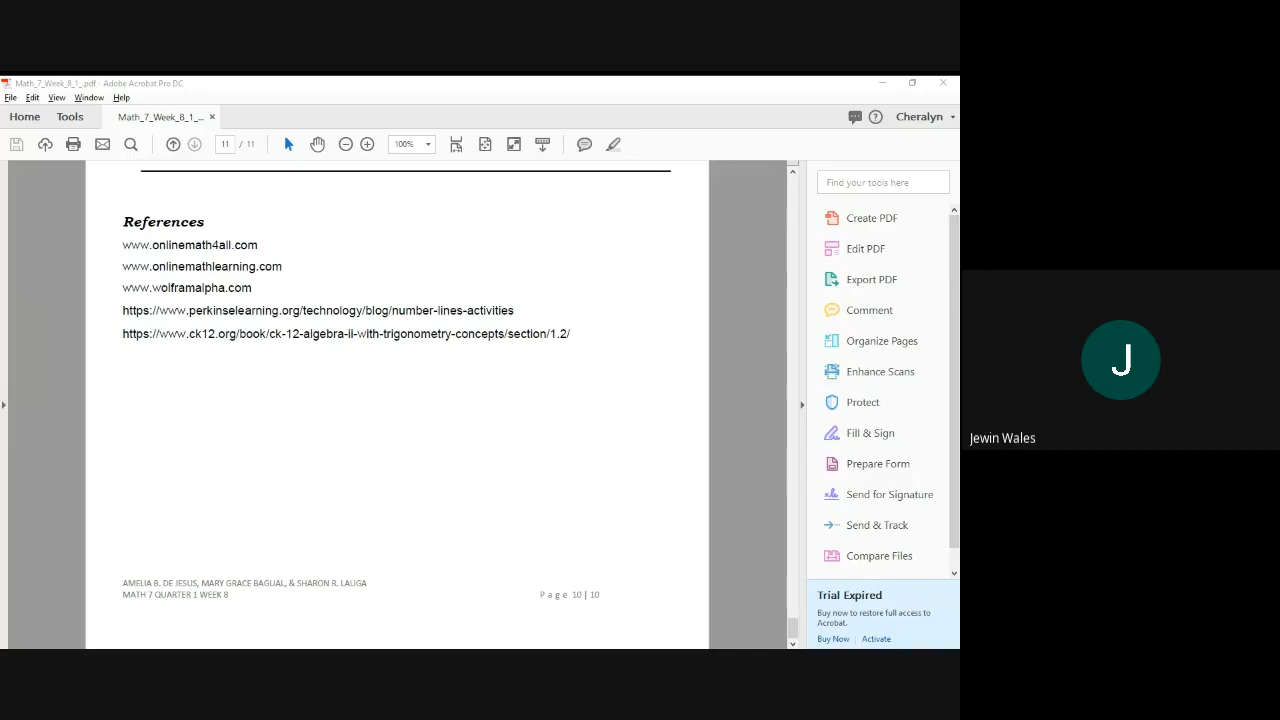 Math_7_Week_8_1_.pdf - Adobe Acrobat Pro DC
File Edit View Window Help
Home Tools Math_7_Week_8_1_... × Cheralyn
11 / 11 100%
References
www.onlinemath4all.com
www.onlinemathlearning.com
www.wolframalpha.com
https://www.perkinselearning.org/technology/blog/number-lines-activities
https://www.ck12.org/book/ck-12-algebra-ii-with-trigonometry-concepts/section/1.2/
AMELIA B. DE JESUS, MARY GRACE BAGUAL, & SHARON R. LAUGA
MATH 7 QUARTER 1 WEEK 8 Page 10 | 10
Find your tools here
Create PDF
Edit PDF
Export PDF
Comment
Organize Pages
Enhance Scans
Protect
Fill & Sign
Prepare Form
Send for Signature
Send & Track
Compare Files
Trial Expired
Buy now to restore full access to
Acrobat.
Buy Now | Activate
J
Jewin Wales